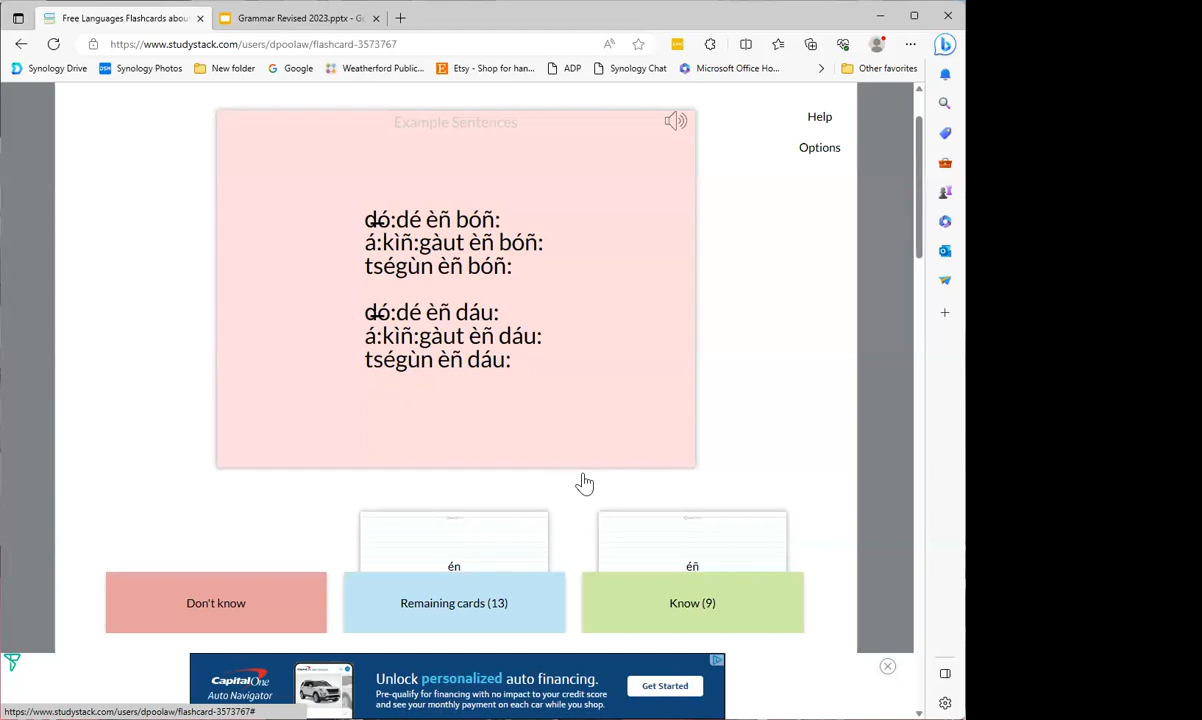 Free Languages Flashcards abou
Grammar Revised 2023.pptx - Go
https://www.studystack.com/users/dpoolaw/flashcard-3573767
Synology Drive
Synology Photos
New folder
Google
Weatherford Public...
Etsy - Shop for han...
ADP
Synology Chat
Microsoft Office Ho...
Other favorites
Example Sentences
Help
Options
d̶ó:dé èñ bóñ:
á:kìñ:gàut èñ bóñ:
tségùn èñ bóñ:
d̶ó:dé èñ dáu:
á:kìñ:gàut èñ dáu:
tségùn èñ dáu:
én
éñ
Don't know
Remaining cards (13)
Know (9)
Capital One
Auto Navigator
Unlock personalized auto financing.
Pre-qualify for financing with no impact to your credit score
and see your monthly payment on each car while you shop.
Get Started
https://www.studystack.com/users/dpoolaw/flashcard-3573767#